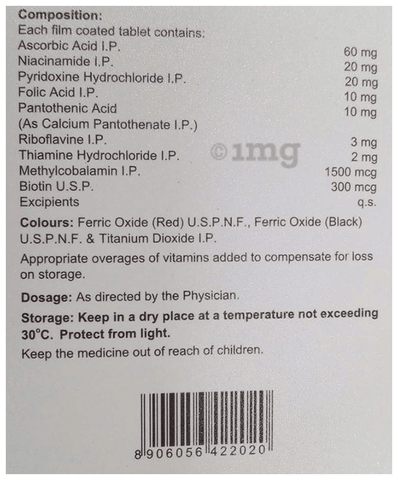 Composition:
Each film coated tablet contains:
Ascorbic Acid I.P. 60 mg
Niacinamide I.P. 20 mg
Pyridoxine Hydrochloride I.P. 20 mg
Folic Acid I.P. 10 mg
Pantothenic Acid 10 mg
(As Calcium Pantothenate I.P.)
Riboflavine I.P. 3 mg
Thiamine Hydrochloride I.P. 2 mg
Methylcobalamin I.P. 1500 mcg
Biotin U.S.P. 300 mcg
Excipients q.s.
©1mg
Colours: Ferric Oxide (Red) U.S.P.N.F., Ferric Oxide (Black)
U.S.P.N.F. & Titanium Dioxide I.P.
Appropriate overages of vitamins added to compensate for loss
on storage.
Dosage: As directed by the Physician.
Storage: Keep in a dry place at a temperature not exceeding
30°C. Protect from light.
Keep the medicine out of reach of children.
8 906056 422020